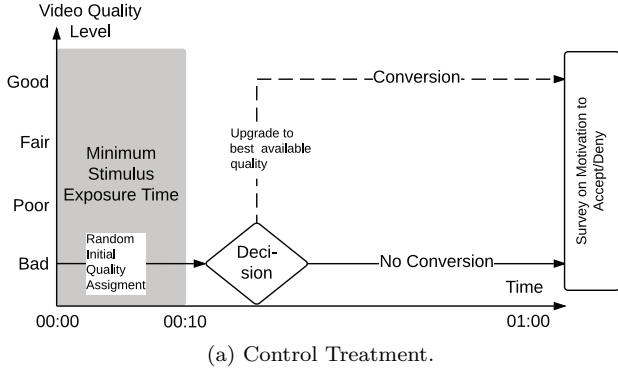 Video Quality
Level
Good
Fair
Poor
Bad
Minimum
Stimulus
Exposure Time
Random
Initial
Quality
Assigment
Upgrade to
best available
quality
Deci-
sion
Conversion
No Conversion
Survey on Motivation to
Accept/Deny
Time
00:00
00:10
01:00
(a) Control Treatment.